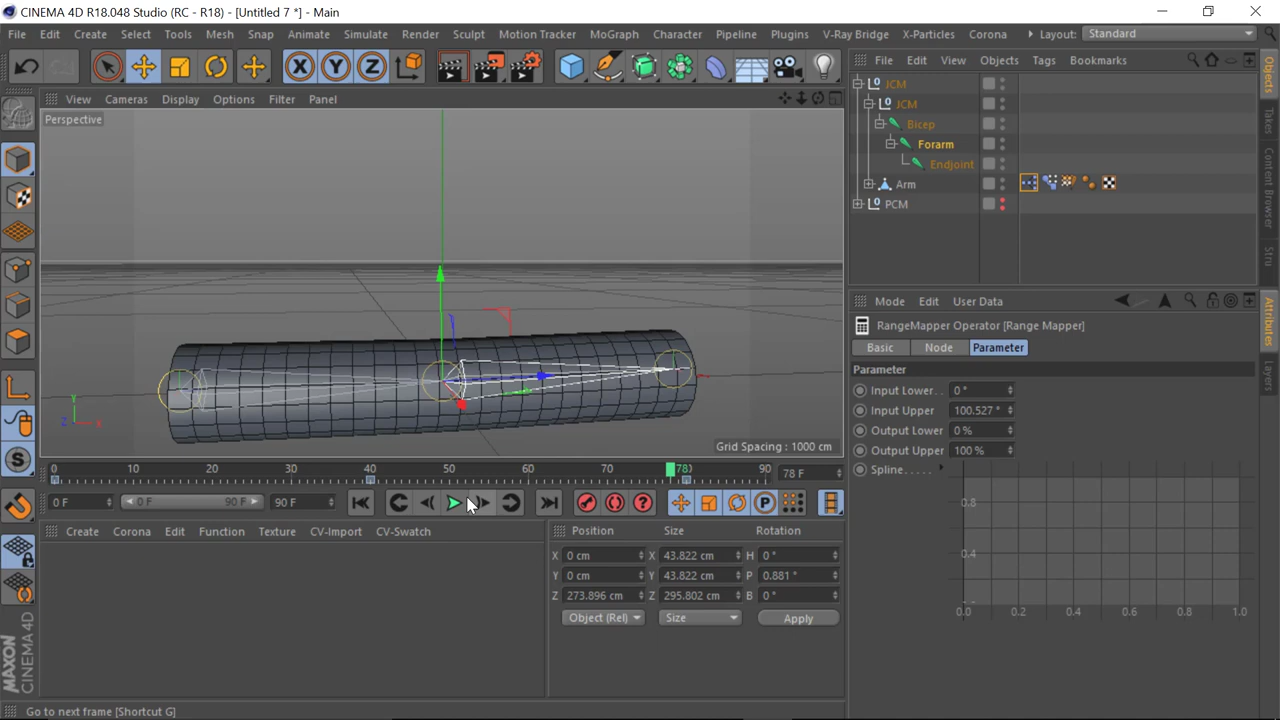 CINEMA 4D R18.048 Studio (RC - R18) - [Untitled 7 *] - Main
File Edit Create Select Tools Mesh Snap Animate Simulate Render Sculpt Motion Tracker MoGraph Character Pipeline Plugins V-Ray Bridge X-Particles Corona Layout: Standard
X Y Z
File Edit View Objects Tags Bookmarks
View Cameras Display Options Filter Panel
Perspective
JCM
JCM
Bicep
Forarm
Endjoint
Arm
PCM
Objects
Takes
Content Browser
Stru
Mode Edit User Data
RangeMapper Operator [Range Mapper]
Basic Node Parameter
Parameter
Input Lower. . 0 °
Input Upper 100.527 °
Output Lower 0 %
Output Upper 100 %
Spline. . . . . .
0.8
0.4
0.0 0.2 0.4 0.6 0.8 1.0
Attributes
Layers
Y
Z X
Grid Spacing : 1000 cm
0 10 20 30 40 50 60 70 78 90 78 F
0 F 0 F 90 F 90 F
Create Corona Edit Function Texture CV-Import CV-Swatch
Position Size Rotation
X 0 cm X 43.822 cm H 0 °
Y 0 cm Y 43.822 cm P 0.881 °
Z 273.896 cm Z 295.802 cm B 0 °
Object (Rel) Size Apply
MAXON CINEMA 4D
Go to next frame [Shortcut G]